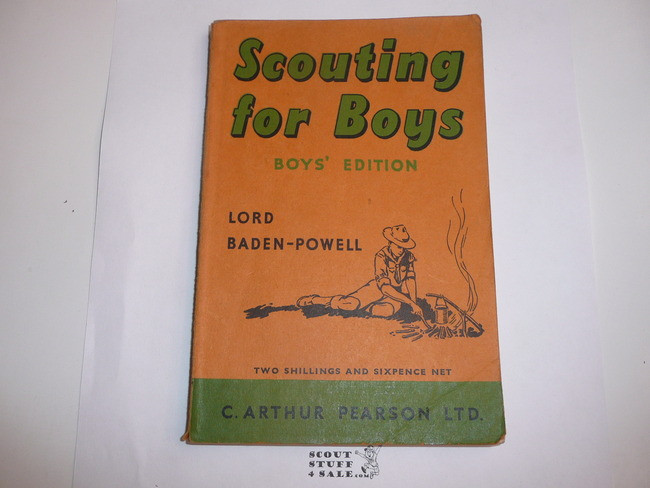 Scouting
for Boys
BOYS' EDITION
LORD
BADEN-POWELL
TWO SHILLINGS AND SIXPENCE NET
C. ARTHUR PEARSON LTD.
SCOUT
STUFF
4 SALE.com